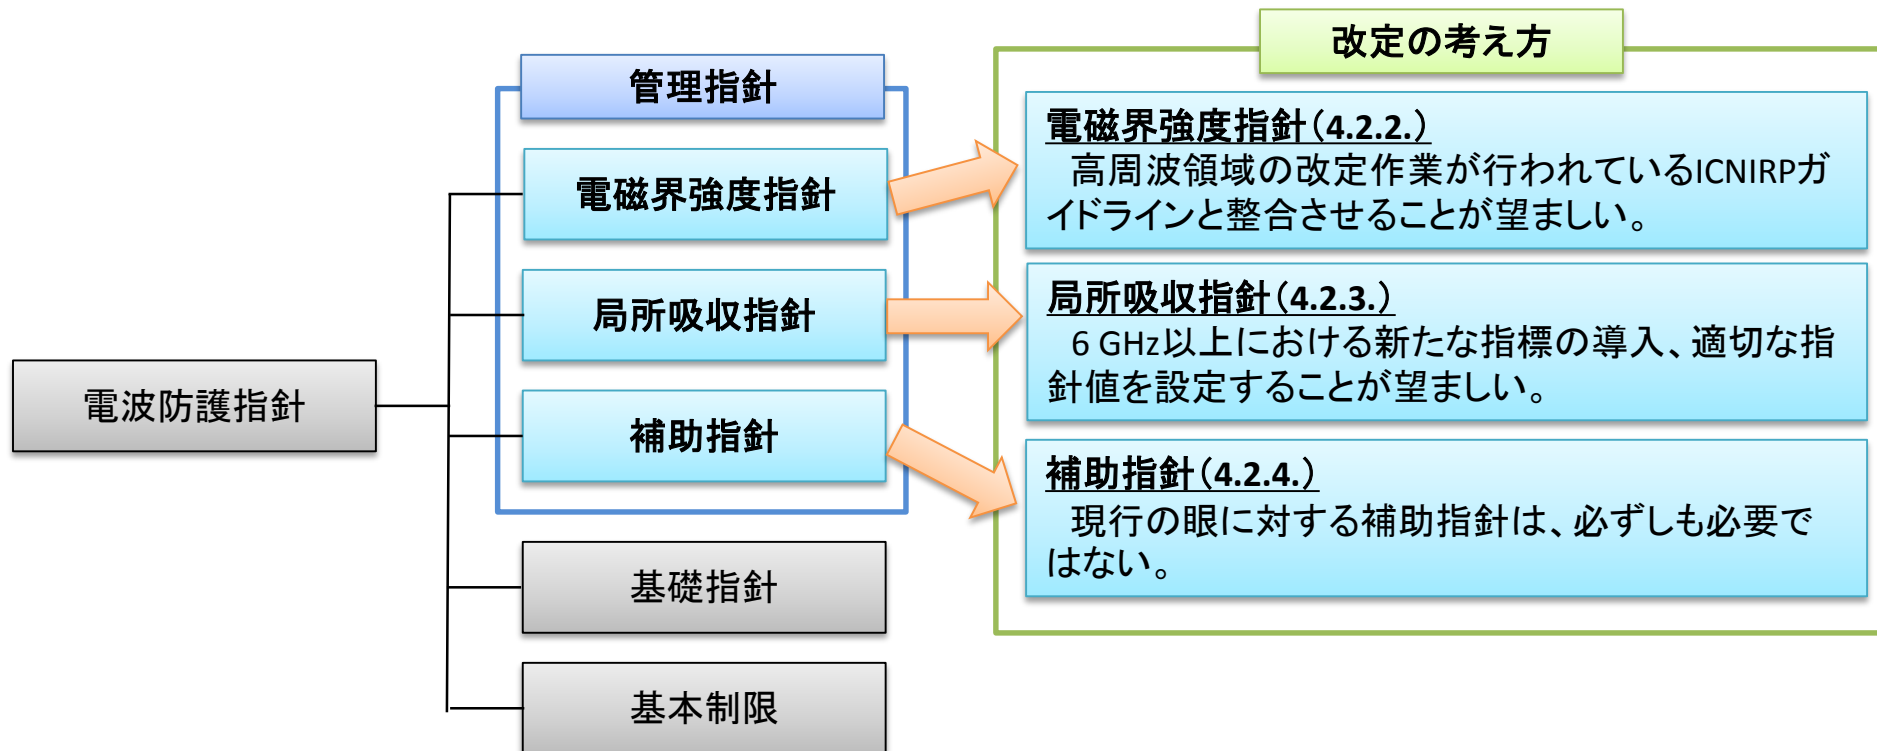 電波防護指針
管理指針
電磁界強度指針
局所吸収指針
補助指針
基礎指針
基本制限
改定の考え方
電磁界強度指針(4.2.2.)
高周波領域の改定作業が行われているICNIRPガ
イドラインと整合させることが望ましい。
局所吸収指針(4.2.3.)
6 GHz以上における新たな指標の導入、適切な指
針値を設定することが望ましい。
補助指針(4.2.4.)
現行の眼に対する補助指針は、必ずしも必要で
はない。